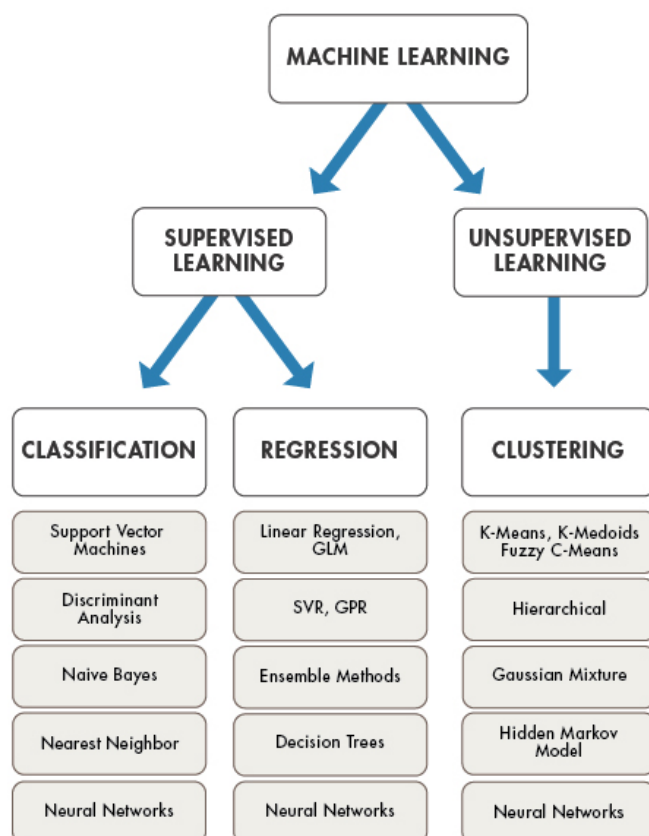 MACHINE LEARNING
SUPERVISED
LEARNING
UNSUPERVISED
LEARNING
CLASSIFICATION
REGRESSION
CLUSTERING
Support Vector
Machines
Linear Regression,
GLM
K-Means, K-Medoids
Fuzzy C-Means
Discriminant
Analysis
SVR, GPR
Hierarchical
Naive Bayes
Ensemble Methods
Gaussian Mixture
Nearest Neighbor
Decision Trees
Hidden Markov
Model
Neural Networks
Neural Networks
Neural Networks